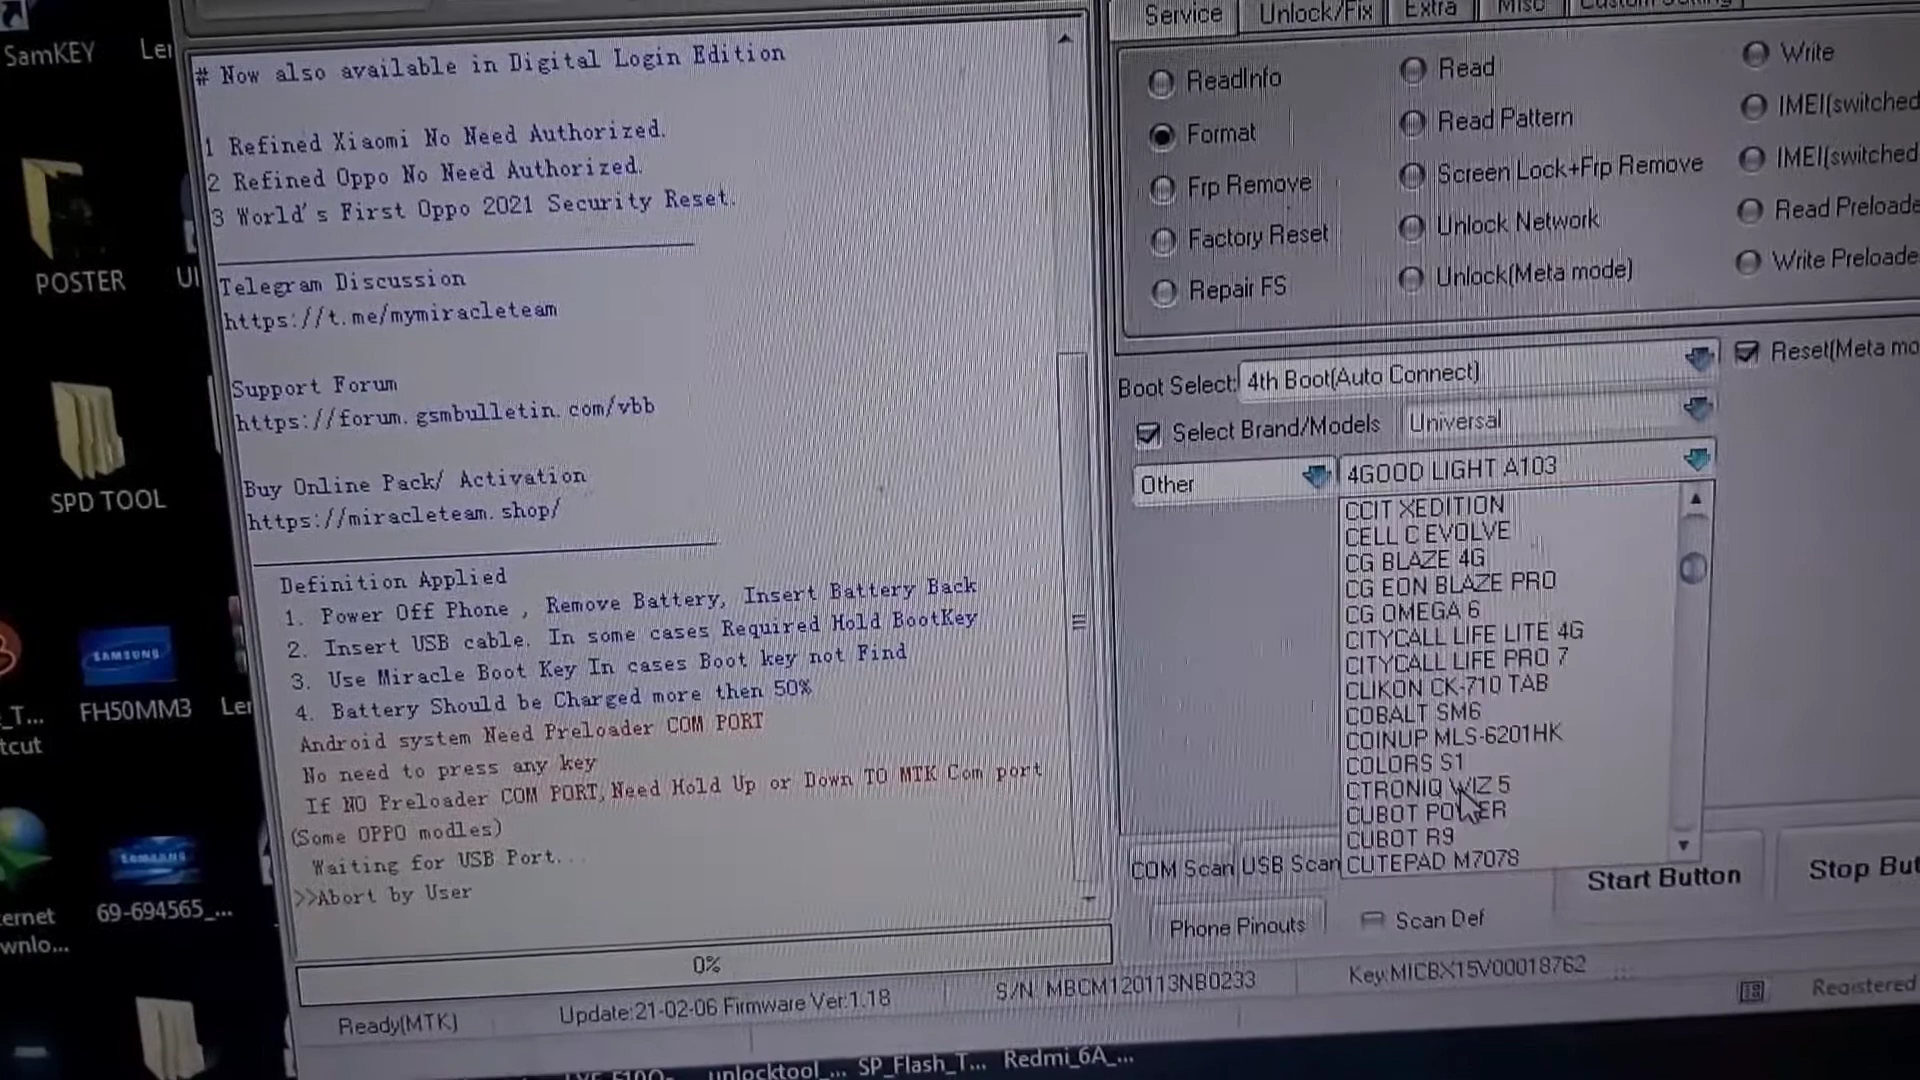 SamKEY
POSTER
SPD TOOL
SAMSUNG
FH50MM3
tcut
69-694565_...
# Now also available in Digital Login Edition
1 Refined Xiaomi No Need Authorized.
2 Refined Oppo No Need Authorized.
3 World's First Oppo 2021 Security Reset.
Telegram Discussion
https://t.me/mymiracleteam
Support Forum
https://forum.gsmbulletin.com/vbb
Buy Online Pack/ Activation
https://miracleteam.shop/
Definition Applied
1. Power Off Phone , Remove Battery, Insert Battery Back
2. Insert USB cable. In some cases Required Hold BootKey
3. Use Miracle Boot Key In cases Boot key not Find
4. Battery Should be Charged more then 50%
Android system Need Preloader COM PORT
No need to press any key
If NO Preloader COM PORT,Need Hold Up or Down TO MTK Com port
(Some OPPO modles)
Waiting for USB Port...
>>Abort by User
0%
Ready(MTK)
Update:21-02-06 Firmware Ver:1.18
S/N MBCM120113NB0233
Key:MICBX15V00018762
Registered
Service
Unlock/Fix
Extra
Misc
ReadInfo
Read
Write
Format
Read Pattern
IMEI(switched
Frp Remove
Screen Lock+Frp Remove
IMEI(switched
Factory Reset
Unlock Network
Read Preloade
Repair FS
Unlock(Meta mode)
Write Preloade
Boot Select:
4th Boot(Auto Connect)
Reset(Meta mo
Select Brand/Models
Universal
Other
4GOOD LIGHT A103
CCIT XEDITION
CELL C EVOLVE
CG BLAZE 4G
CG EON BLAZE PRO
CG OMEGA 6
CITYCALL LIFE LITE 4G
CITYCALL LIFE PRO 7
CLIKON CK-710 TAB
COBALT SM6
COINUP MLS-6201HK
COLORS S1
CTRONIQ WIZ 5
CUBOT POWER
CUBOT R9
CUTEPAD M7078
COM Scan
USB Scan
Start Button
Stop But
Phone Pinouts
Scan Def
unlocktool_...
SP_Flash_T...
Redmi_6A_...